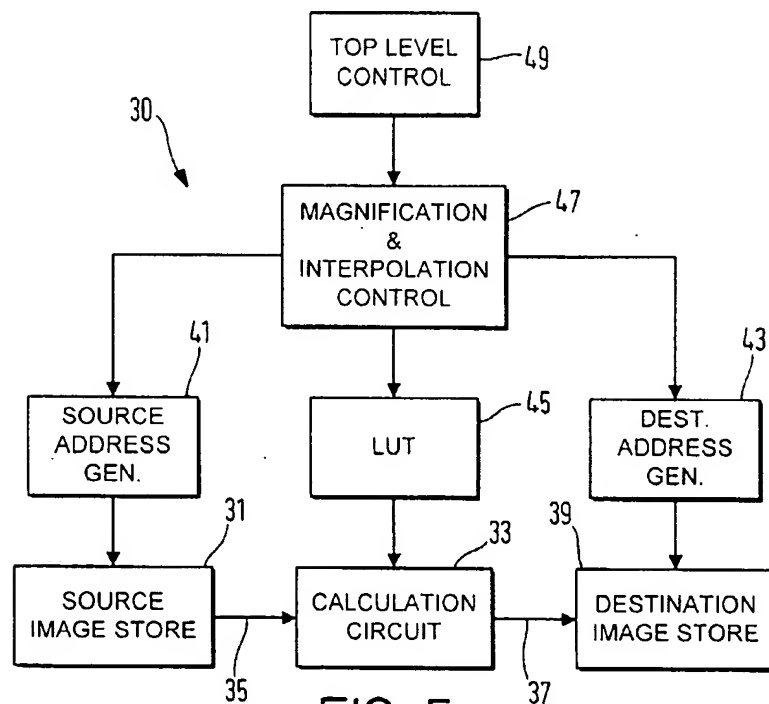 TOP LEVEL
CONTROL
49
30
MAGNIFICATION
&
INTERPOLATION
CONTROL
47
41
SOURCE
ADDRESS
GEN.
LUT
45
43
DEST.
ADDRESS
GEN.
31
SOURCE
IMAGE STORE
35
33
CALCULATION
CIRCUIT
37
39
DESTINATION
IMAGE STORE